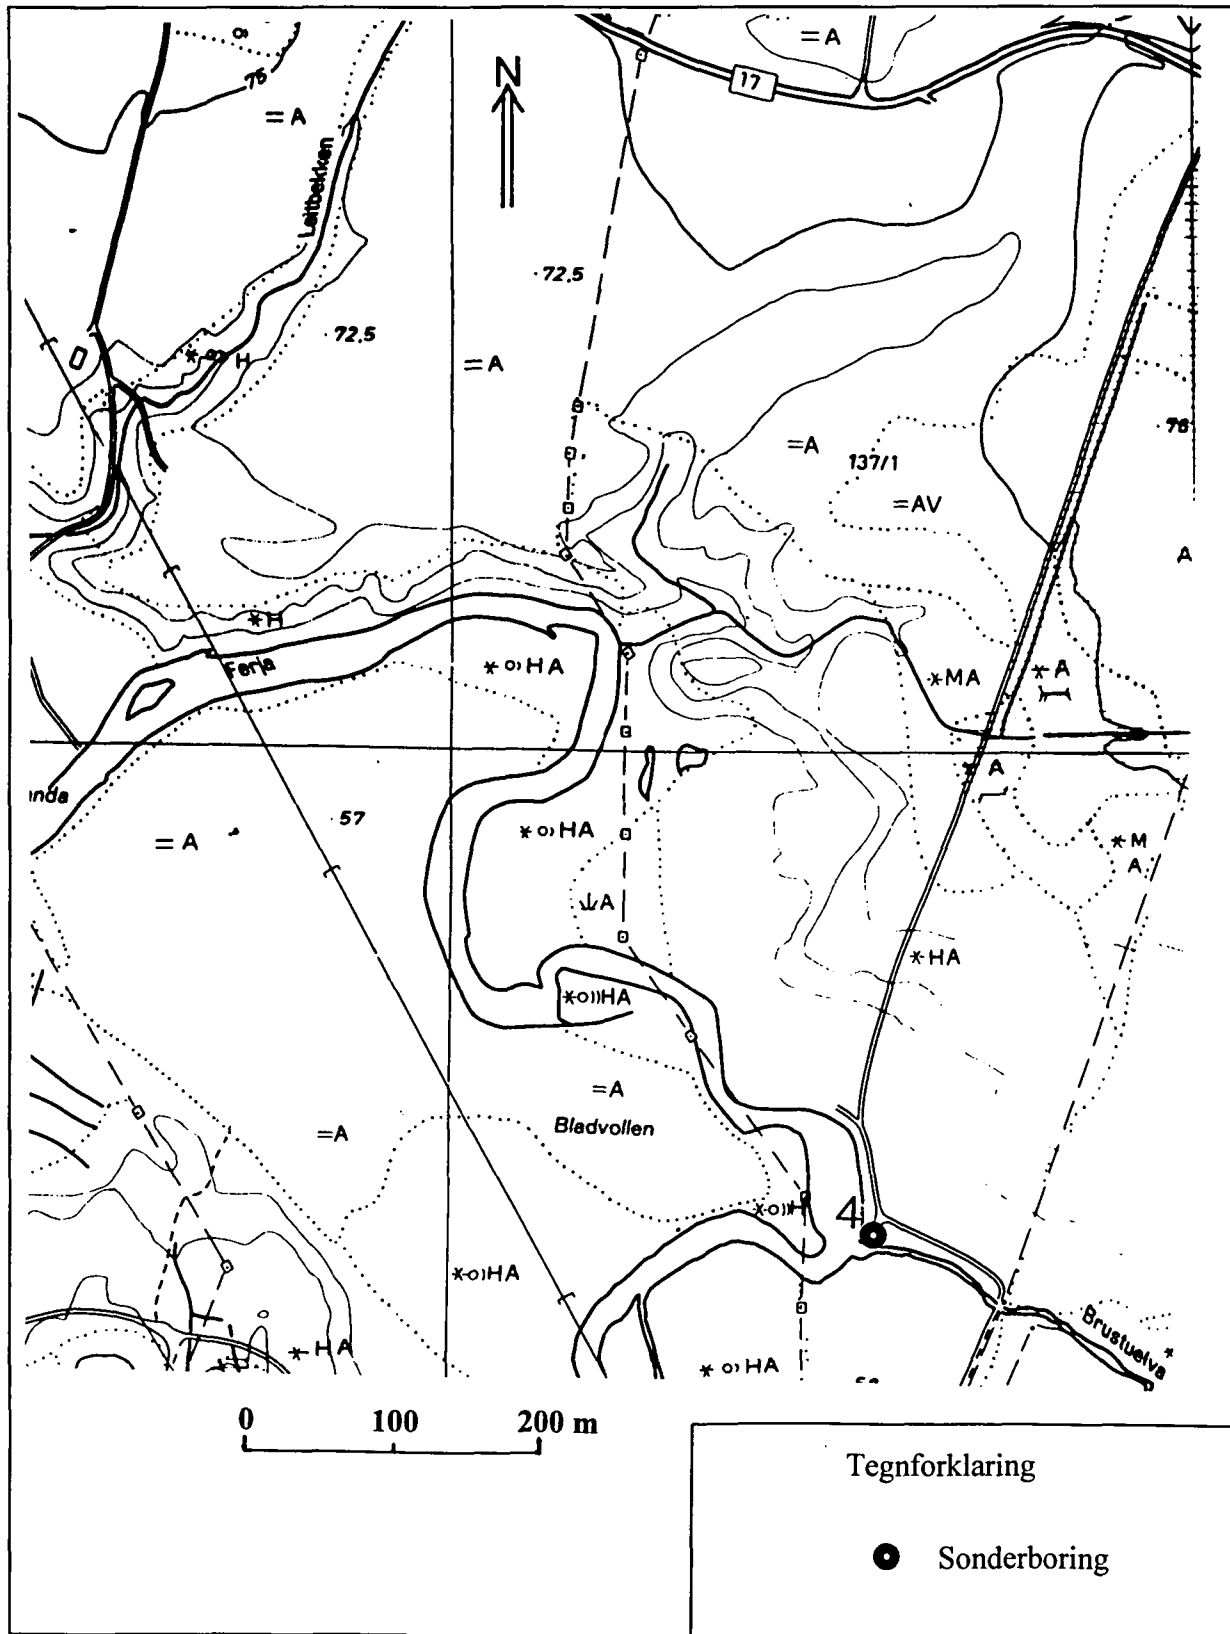 = A
17
75
= A
N
Leitbekken
72,5
72,5
H
= A
76
= A
137/1
= AV
A
H
Ferja
HA
MA
A
A
57
= A
HA
M
A
A
HA
HA
= A
Bladvollen
= A
H
4
HA
Brustuelva
HA
HA
0 100 200 m
Tegnforklaring
Sonderboring